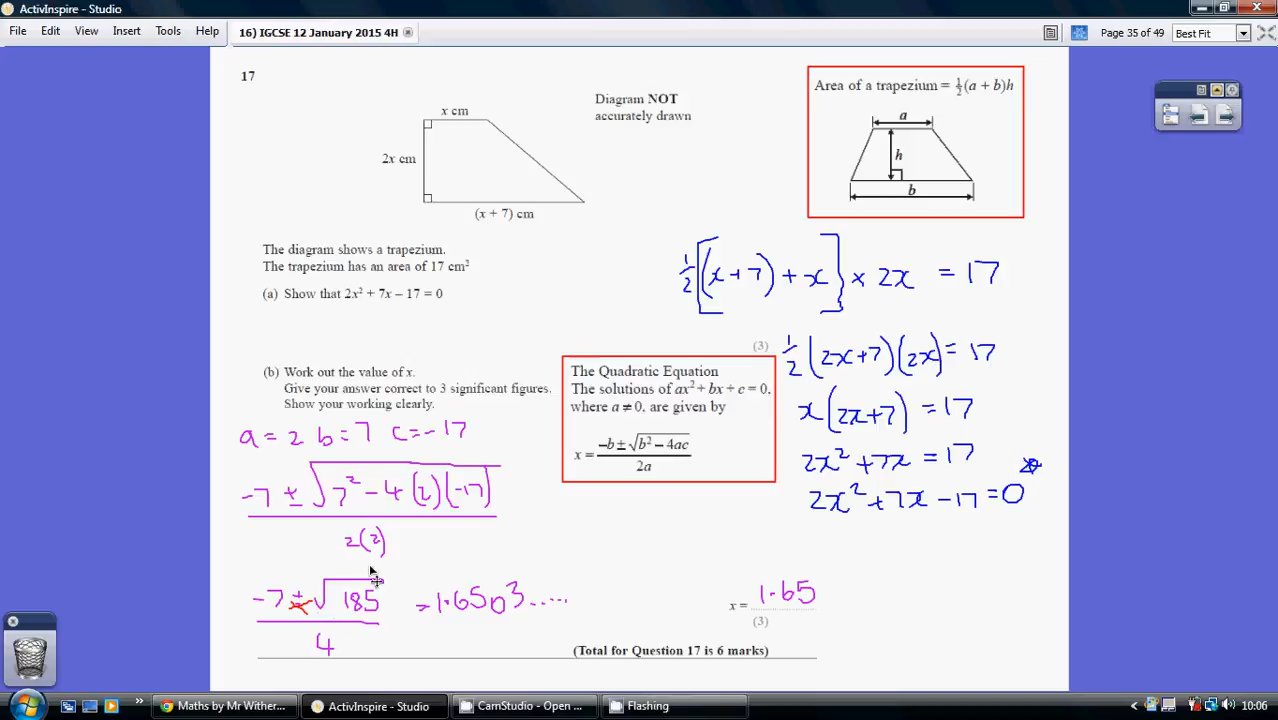 ActivInspire - Studio
File Edit View Insert Tools Help
16) IGCSE 12 January 2015 4H
Page 35 of 49
Best Fit
17
x cm
2x cm
(x + 7) cm
Diagram NOT
accurately drawn
Area of a trapezium = ½(a + b)h
a
h
b
The diagram shows a trapezium.
The trapezium has an area of 17 cm²
(a) Show that 2x² + 7x – 17 = 0
½[(x+7)+x] × 2x = 17
(3)
½(2x+7)(2x) = 17
x(2x+7) = 17
2x² + 7x = 17
2x² + 7x - 17 = 0
(b) Work out the value of x.
Give your answer correct to 3 significant figures.
Show your working clearly.
The Quadratic Equation
The solutions of ax² + bx + c = 0,
where a ≠ 0, are given by
x = (–b ± √(b² – 4ac)) / 2a
a = 2 b = 7 c = -17
(-7 ± √(7² - 4(2)(-17))) / 2(2)
(-7 ± √185) / 4 = 1.6503.....
x = 1.65
(3)
(Total for Question 17 is 6 marks)
Maths by Mr Wither...
ActivInspire - Studio
CamStudio - Open ...
Flashing
10:06